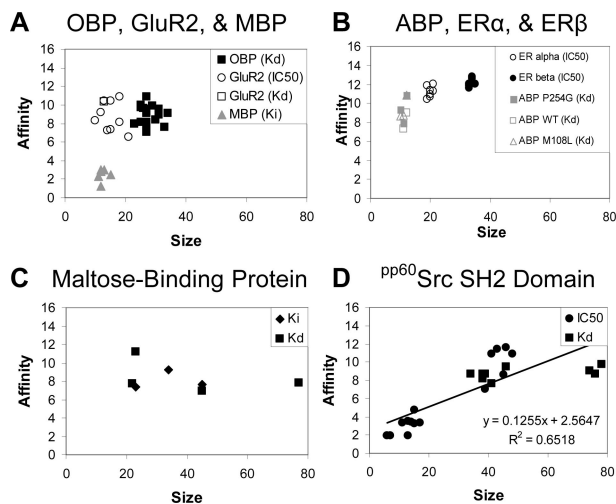 A OBP, GluR2, & MBP
16
14
12
10
8
6
4
2
0
0 20 40 60 80
Affinity
Size
OBP (Kd)
GluR2 (IC50)
GluR2 (Kd)
MBP (Ki)
B ABP, ERα, & ERβ
16
14
12
10
8
6
4
2
0
0 20 40 60 80
Affinity
Size
ER alpha (IC50)
ER beta (IC50)
ABP P254G (Kd)
ABP WT (Kd)
ABP M108L (Kd)
C Maltose-Binding Protein
16
14
12
10
8
6
4
2
0
0 20 40 60 80
Affinity
Size
Ki
Kd
D pp60Src SH2 Domain
16
14
12
10
8
6
4
2
0
0 20 40 60 80
Affinity
Size
IC50
Kd
y = 0.1255x + 2.5647
R² = 0.6518